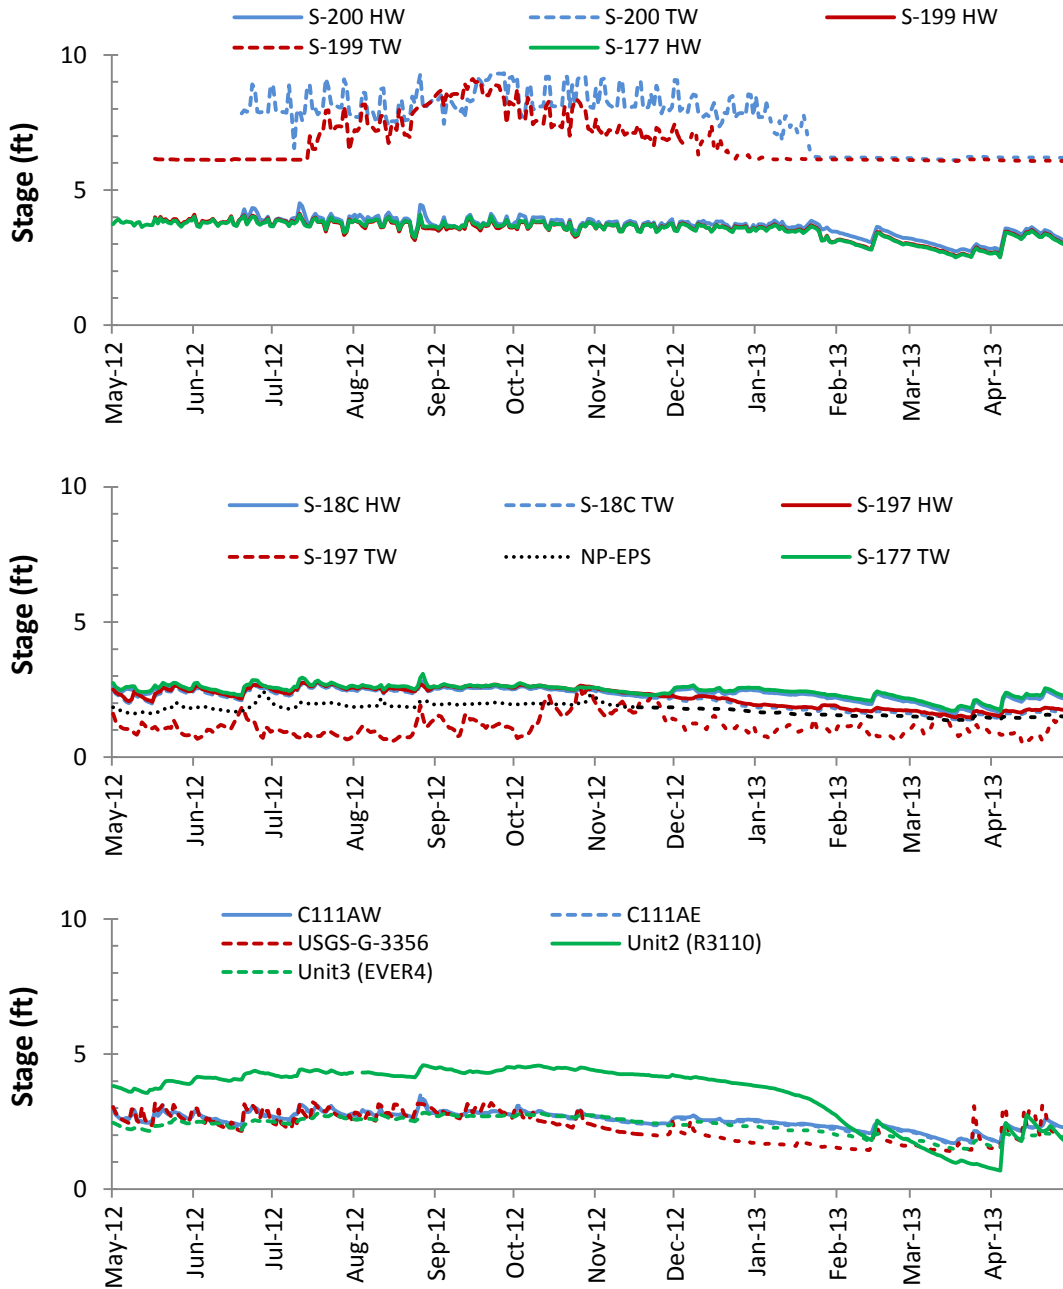 S-200 HW S-200 TW S-199 HW
S-199 TW S-177 HW
Stage (ft)
10
5
0
May-12 Jun-12 Jul-12 Aug-12 Sep-12 Oct-12 Nov-12 Dec-12 Jan-13 Feb-13 Mar-13 Apr-13
S-18C HW S-18C TW S-197 HW
S-197 TW NP-EPS S-177 TW
Stage (ft)
10
5
0
May-12 Jun-12 Jul-12 Aug-12 Sep-12 Oct-12 Nov-12 Dec-12 Jan-13 Feb-13 Mar-13 Apr-13
C111AW C111AE
USGS-G-3356 Unit2 (R3110)
Unit3 (EVER4)
Stage (ft)
10
5
0
May-12 Jun-12 Jul-12 Aug-12 Sep-12 Oct-12 Nov-12 Dec-12 Jan-13 Feb-13 Mar-13 Apr-13